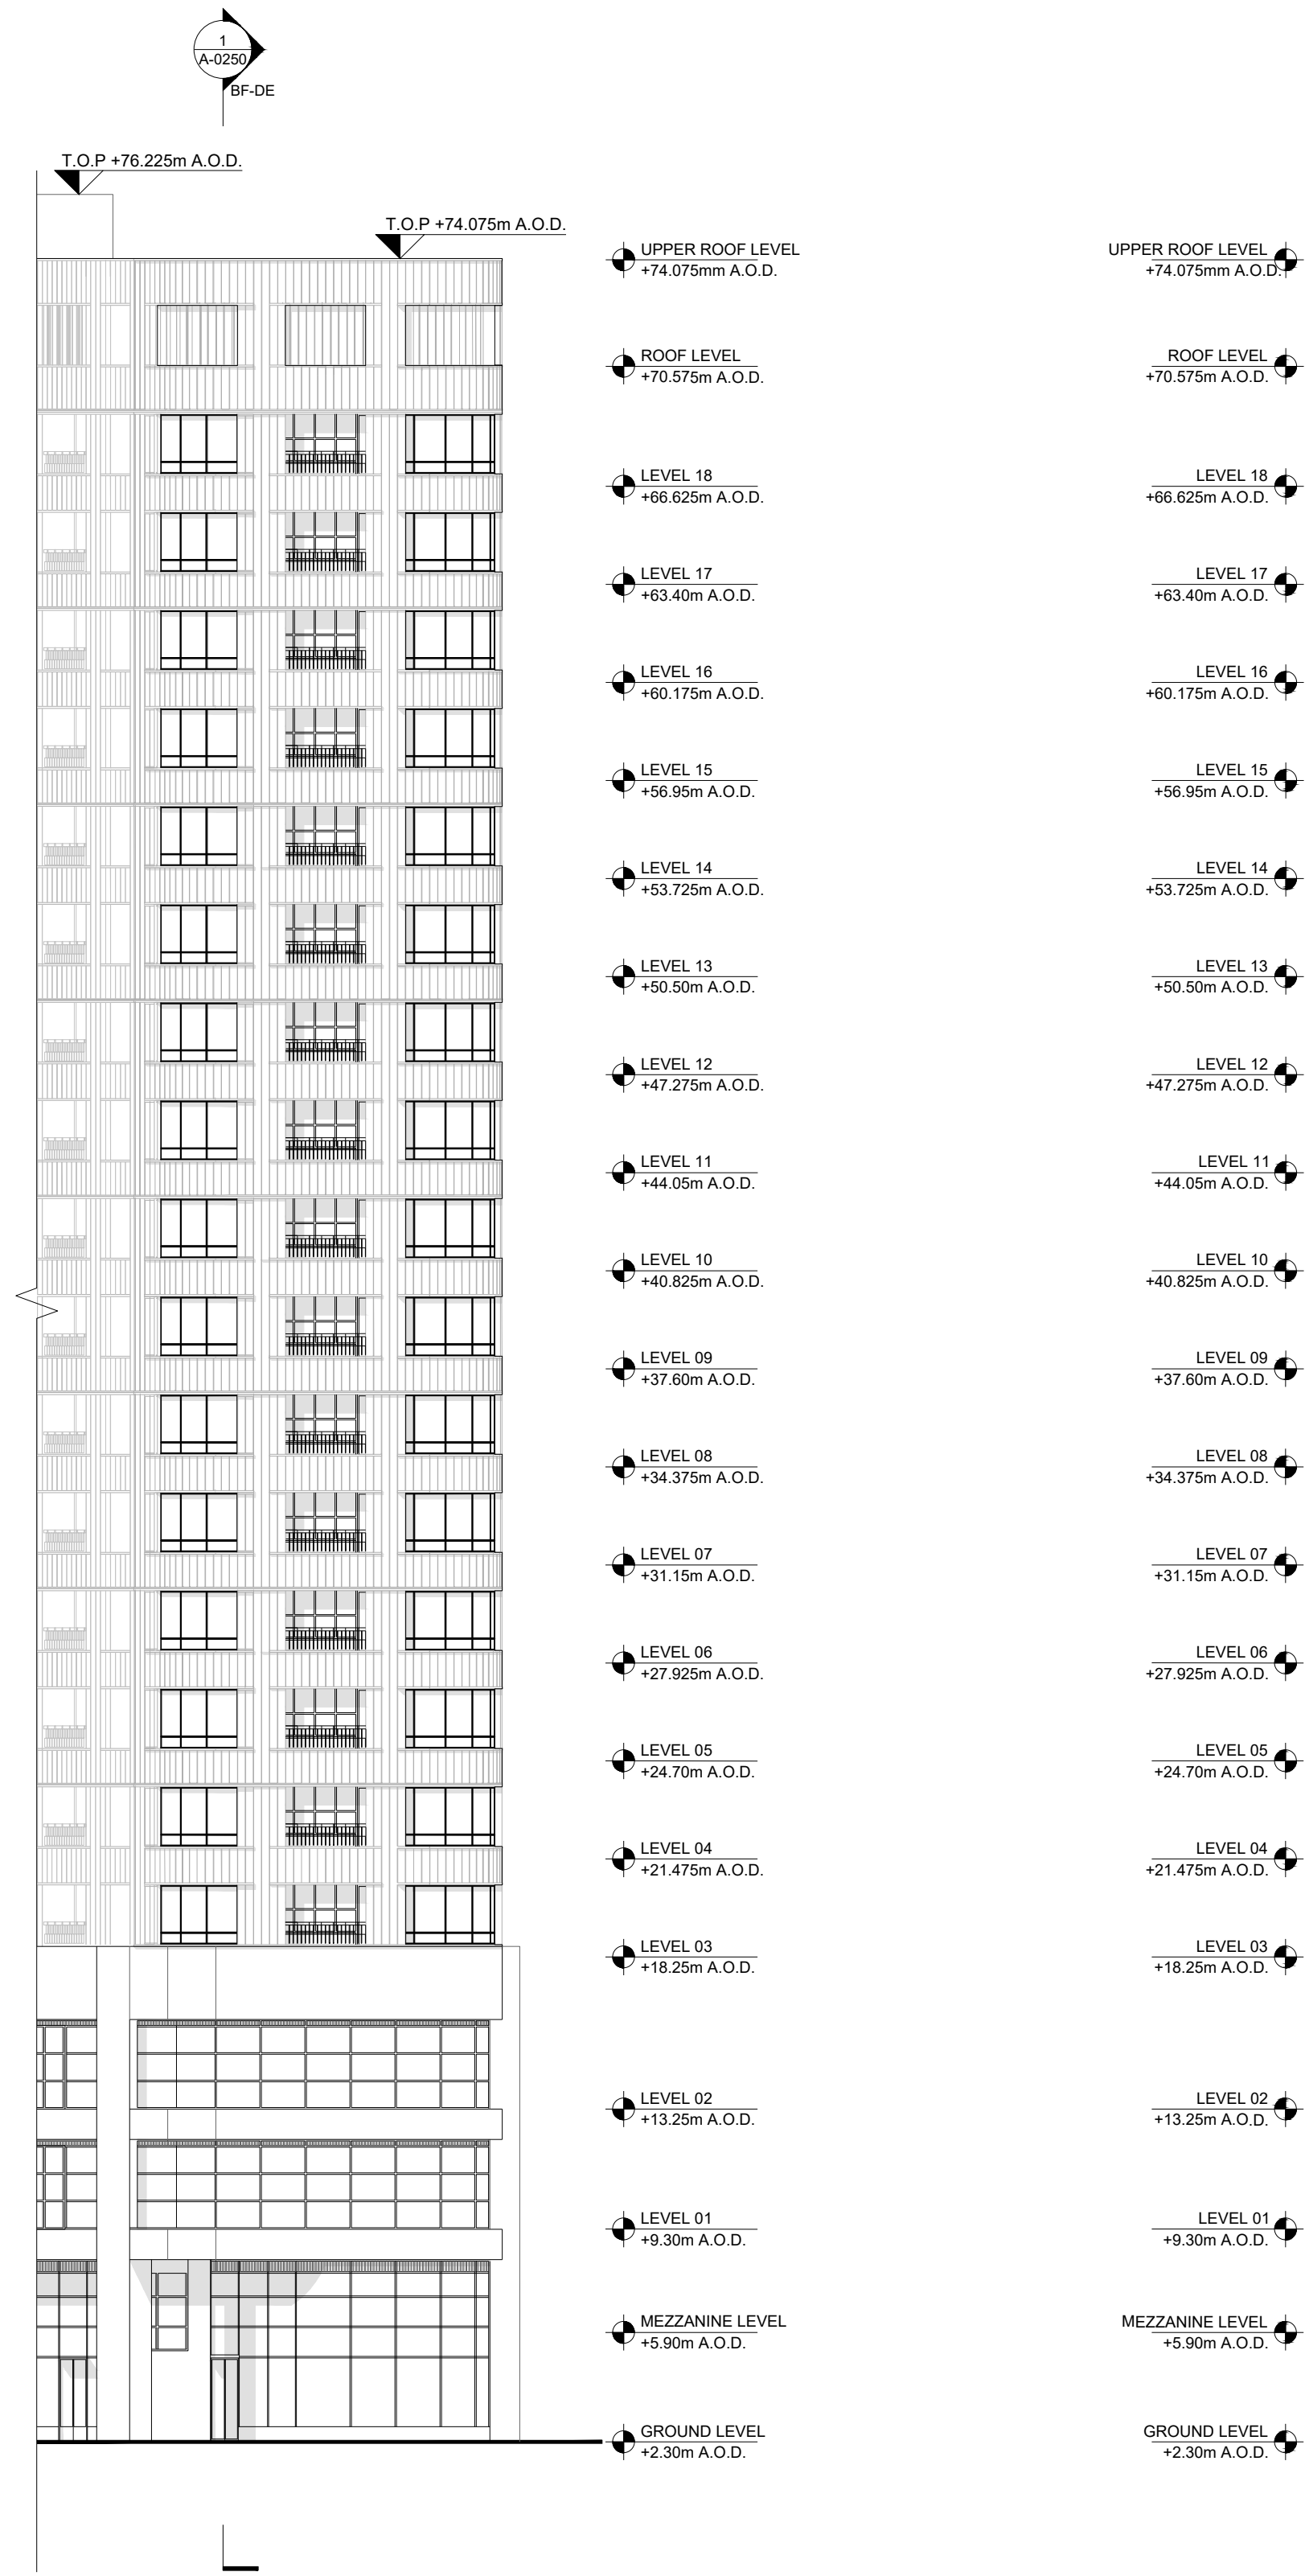 1
A-0250
BF-DE
T.O.P +76.225m A.O.D.
T.O.P +74.075m A.O.D.
UPPER ROOF LEVEL
+74.075mm A.O.D.
UPPER ROOF LEVEL
+74.075mm A.O.D.
ROOF LEVEL
+70.575m A.O.D.
ROOF LEVEL
+70.575m A.O.D.
LEVEL 18
+66.625m A.O.D.
LEVEL 18
+66.625m A.O.D.
LEVEL 17
+63.40m A.O.D.
LEVEL 17
+63.40m A.O.D.
LEVEL 16
+60.175m A.O.D.
LEVEL 16
+60.175m A.O.D.
LEVEL 15
+56.95m A.O.D.
LEVEL 15
+56.95m A.O.D.
LEVEL 14
+53.725m A.O.D.
LEVEL 14
+53.725m A.O.D.
LEVEL 13
+50.50m A.O.D.
LEVEL 13
+50.50m A.O.D.
LEVEL 12
+47.275m A.O.D.
LEVEL 12
+47.275m A.O.D.
LEVEL 11
+44.05m A.O.D.
LEVEL 11
+44.05m A.O.D.
LEVEL 10
+40.825m A.O.D.
LEVEL 10
+40.825m A.O.D.
LEVEL 09
+37.60m A.O.D.
LEVEL 09
+37.60m A.O.D.
LEVEL 08
+34.375m A.O.D.
LEVEL 08
+34.375m A.O.D.
LEVEL 07
+31.15m A.O.D.
LEVEL 07
+31.15m A.O.D.
LEVEL 06
+27.925m A.O.D.
LEVEL 06
+27.925m A.O.D.
LEVEL 05
+24.70m A.O.D.
LEVEL 05
+24.70m A.O.D.
LEVEL 04
+21.475m A.O.D.
LEVEL 04
+21.475m A.O.D.
LEVEL 03
+18.25m A.O.D.
LEVEL 03
+18.25m A.O.D.
LEVEL 02
+13.25m A.O.D.
LEVEL 02
+13.25m A.O.D.
LEVEL 01
+9.30m A.O.D.
LEVEL 01
+9.30m A.O.D.
MEZZANINE LEVEL
+5.90m A.O.D.
MEZZANINE LEVEL
+5.90m A.O.D.
GROUND LEVEL
+2.30m A.O.D.
GROUND LEVEL
+2.30m A.O.D.